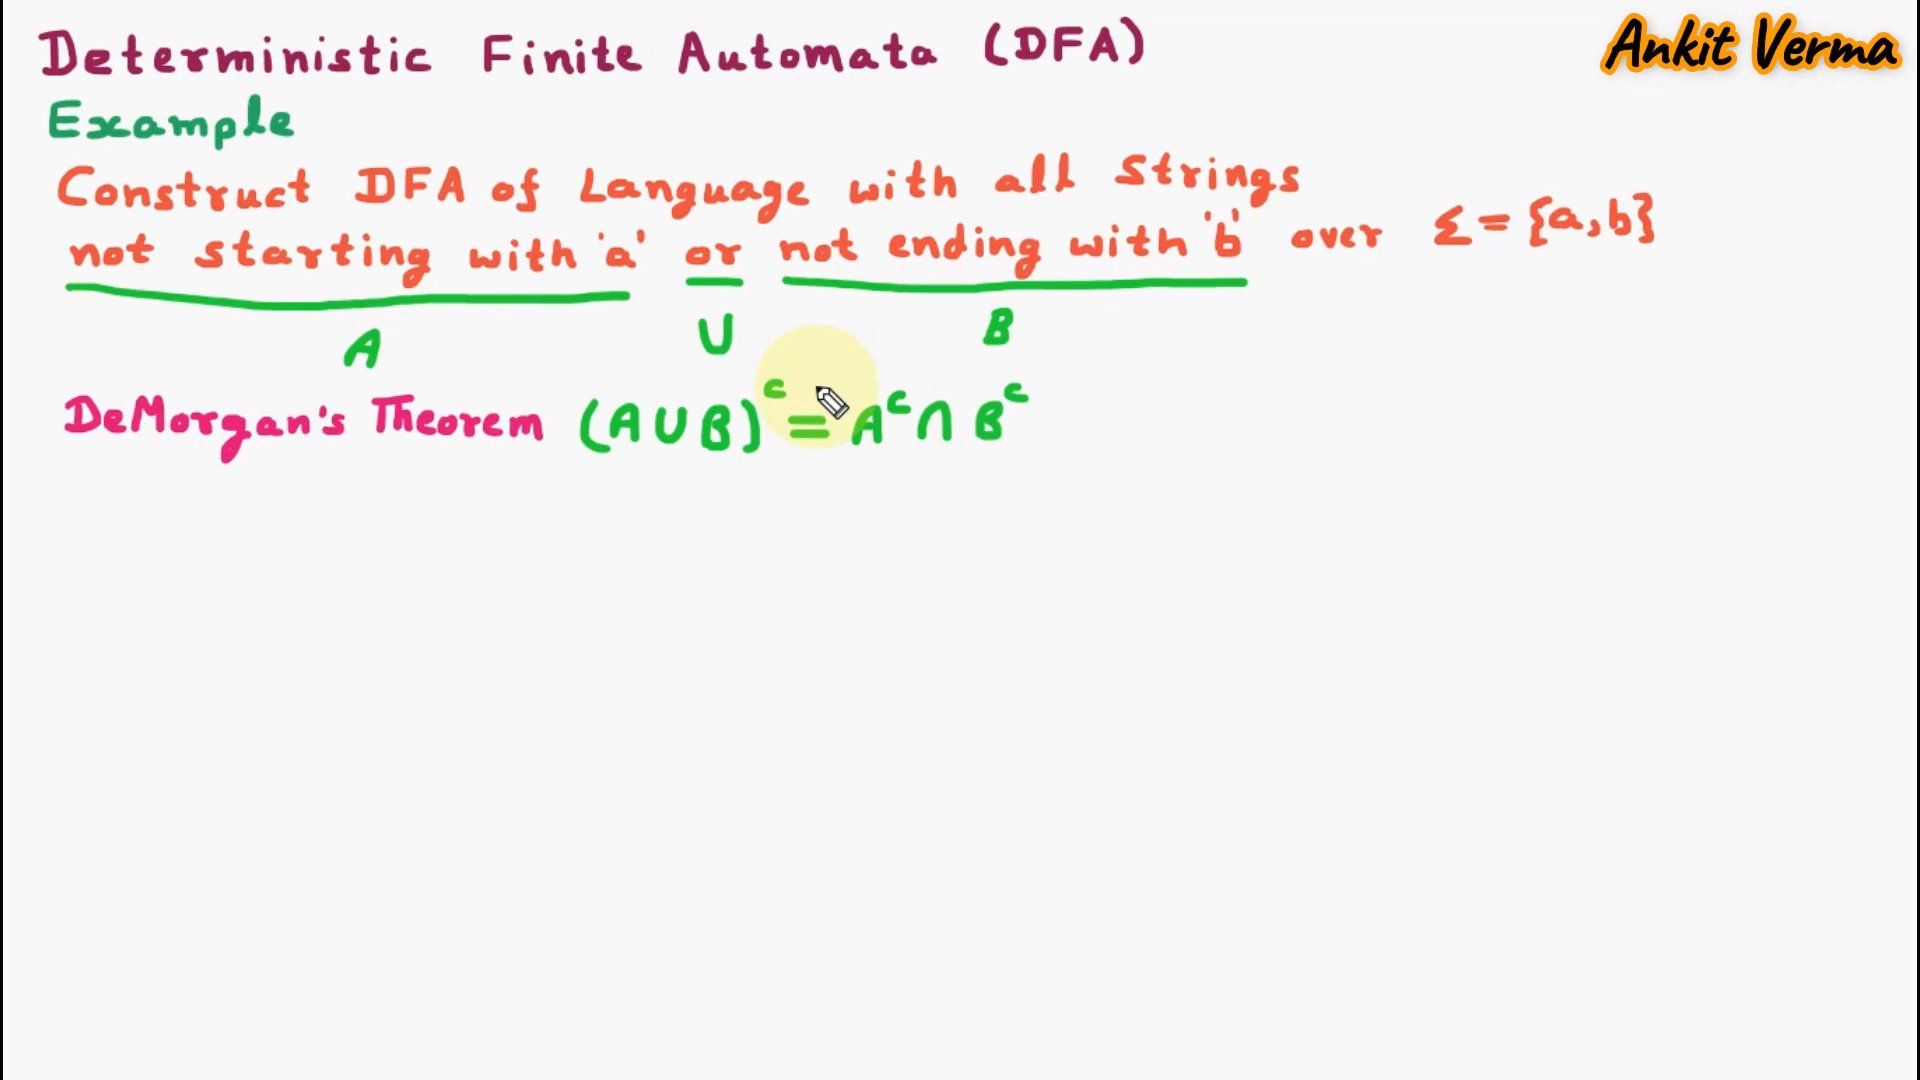 Deterministic Finite Automata (DFA)
Ankit Verma
Example
Construct DFA of Language with all Strings
not starting with 'a' or not ending with 'b' over Σ = {a,b}
A ∪ B
DeMorgan's Theorem (A ∪ B)ᶜ = Aᶜ ∩ Bᶜ